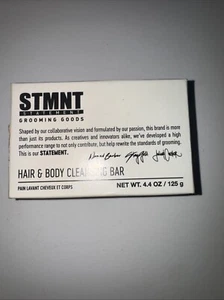 STMNT
STATEMENT
GROOMING GOODS
Shaped by our collaborative vision and formulated by our passion, this brand is more
than just its products. As creatives and innovators alike, we've developed a high
performance range to not only contribute, but help rewrite the standards of grooming.
This is our STATEMENT.
HAIR & BODY CLEANSING BAR
PAIN LAVANT CHEVEUX ET CORPS
NET WT. 4.4 OZ / 125 g